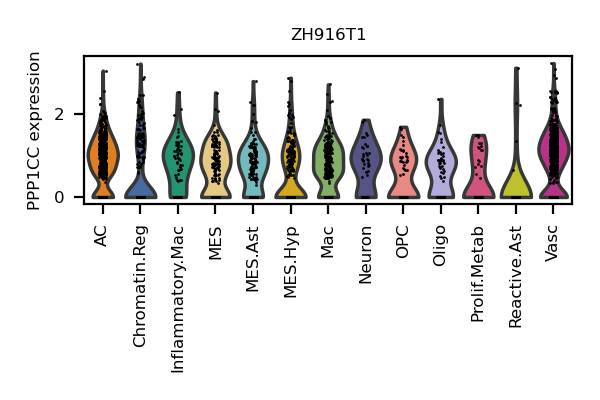 ZH916T1
PPP1CC expression
2
0
AC
Chromatin.Reg
Inflammatory.Mac
MES
MES.Ast
MES.Hyp
Mac
Neuron
OPC
Oligo
Prolif.Metab
Reactive.Ast
Vasc